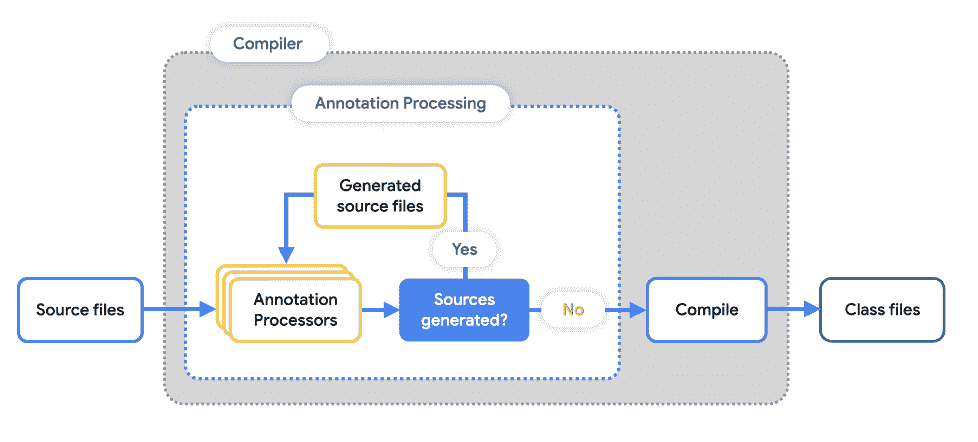 Compiler
Annotation Processing
Generated
source files
Yes
Source files
Annotation
Processors
Sources
generated?
No
Compile
Class files